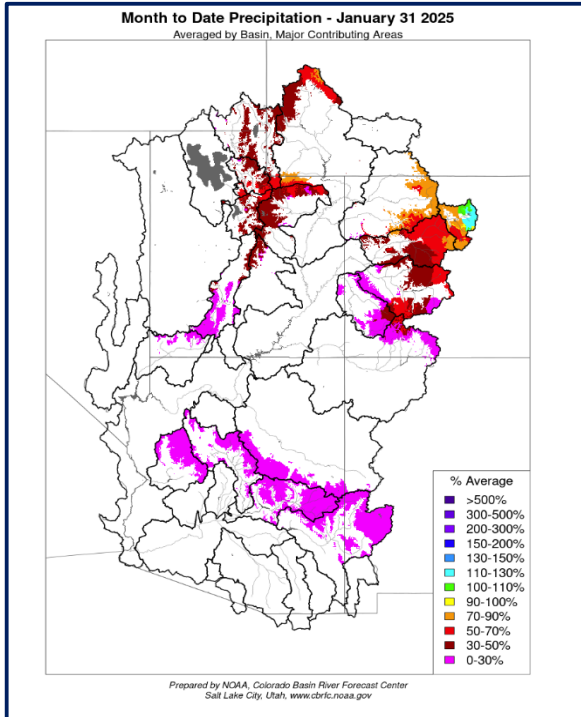 Month to Date Precipitation - January 31 2025
Averaged by Basin, Major Contributing Areas
% Average
>500%
300-500%
200-300%
150-200%
130-150%
110-130%
100-110%
90-100%
70-90%
50-70%
30-50%
0-30%
Prepared by NOAA, Colorado Basin River Forecast Center
Salt Lake City, Utah, www.cbrfc.noaa.gov